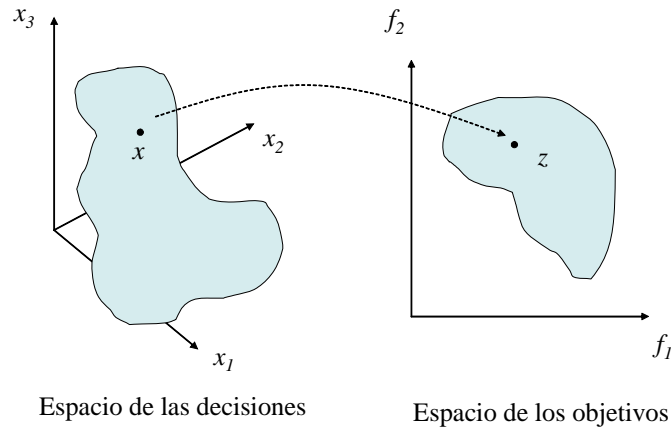 x3
f2
x
x2
z
x1
f1
Espacio de las decisiones
Espacio de los objetivos